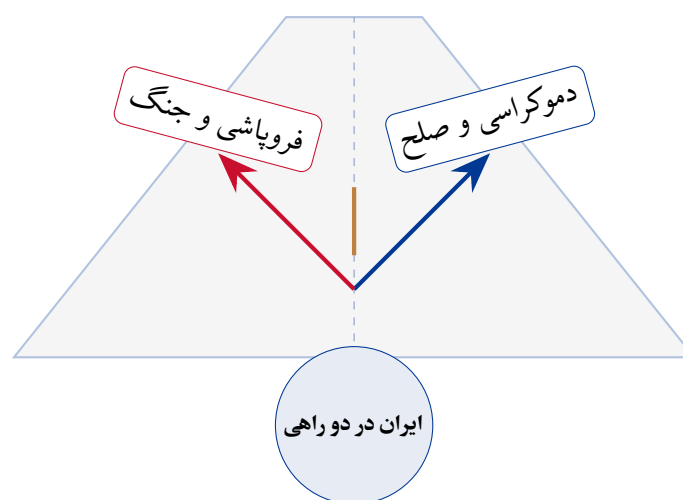 دموکراسی و صلح
فروپاشی و جنگ
ایران در دو راهی